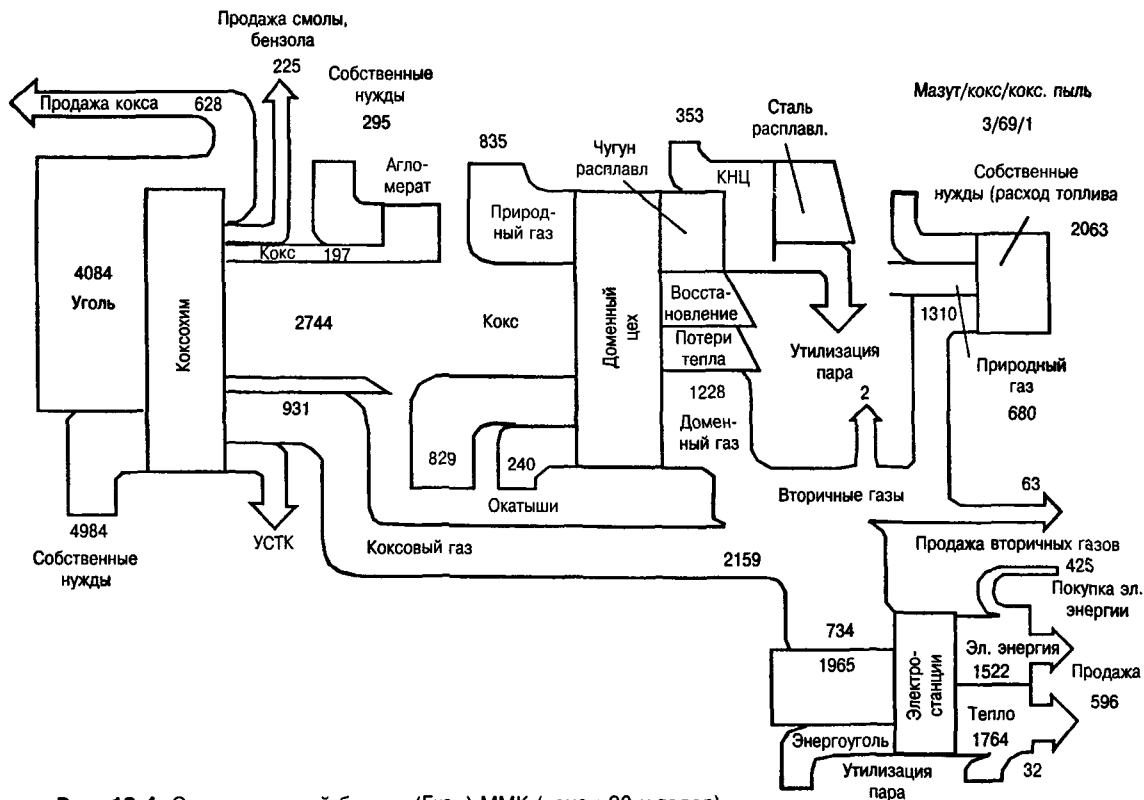 Продажа смолы,
бензола
225
Продажа кокса 628
Собственные
нужды
295
Агло-
мерат
835
Природ-
ный газ
Чугун
расплавл
353
КНЦ
Сталь
расплавл.
Мазут/кокс/кокс. пыль
3/69/1
Собственные
нужды (расход топлива
2063
4084
Уголь
Коксохим
Кокс 197
2744
Кокс
Доменный
цех
Восста-
новление
Потери
тепла
Утилизация
пара
1310
Природный
газ
680
931
829
240
Окатыши
1228
Домен-
ный газ
2
Вторичные газы
63
Продажа вторичных газов
4984
Собственные
нужды
УСТК
Коксовый газ
2159
425
Покупка эл.
энергии
734
1965
Электро-
станции
Эл. энергия
1522
Продажа
596
Тепло
1764
Энергоуголь
Утилизация
пара
32